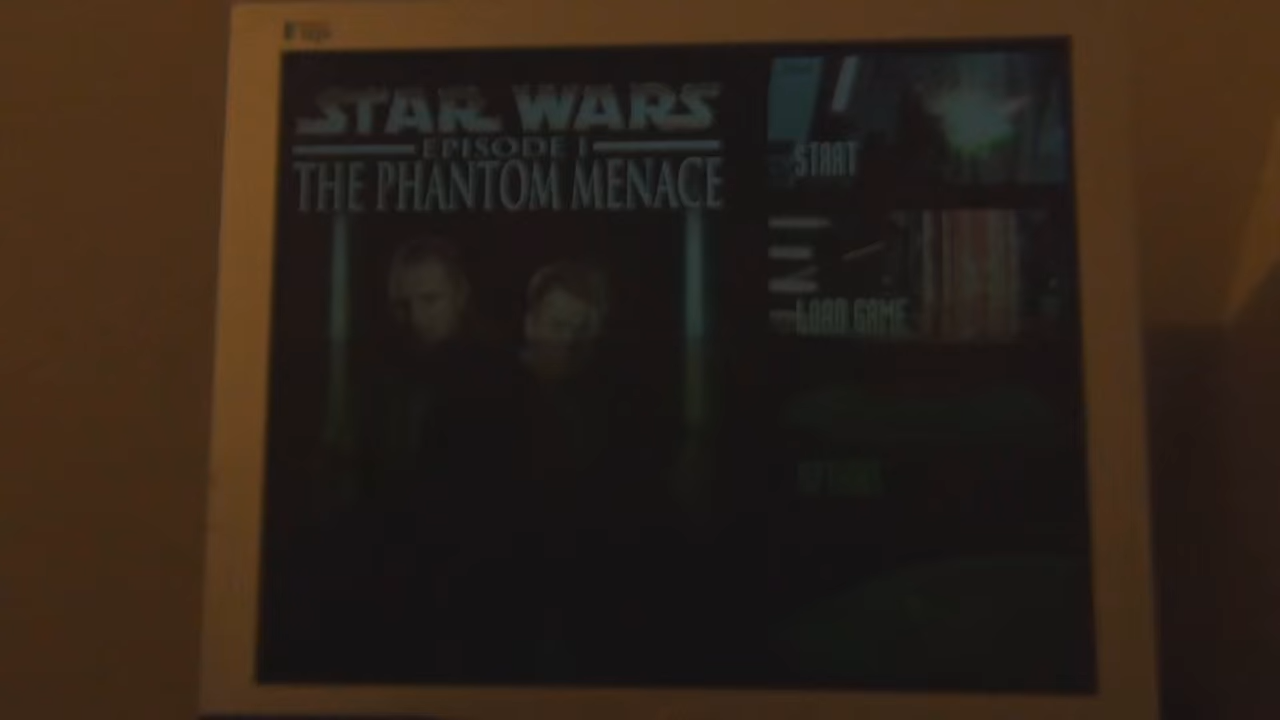 STAR WARS
EPISODE I
THE PHANTOM MENACE
START
LOAD GAME